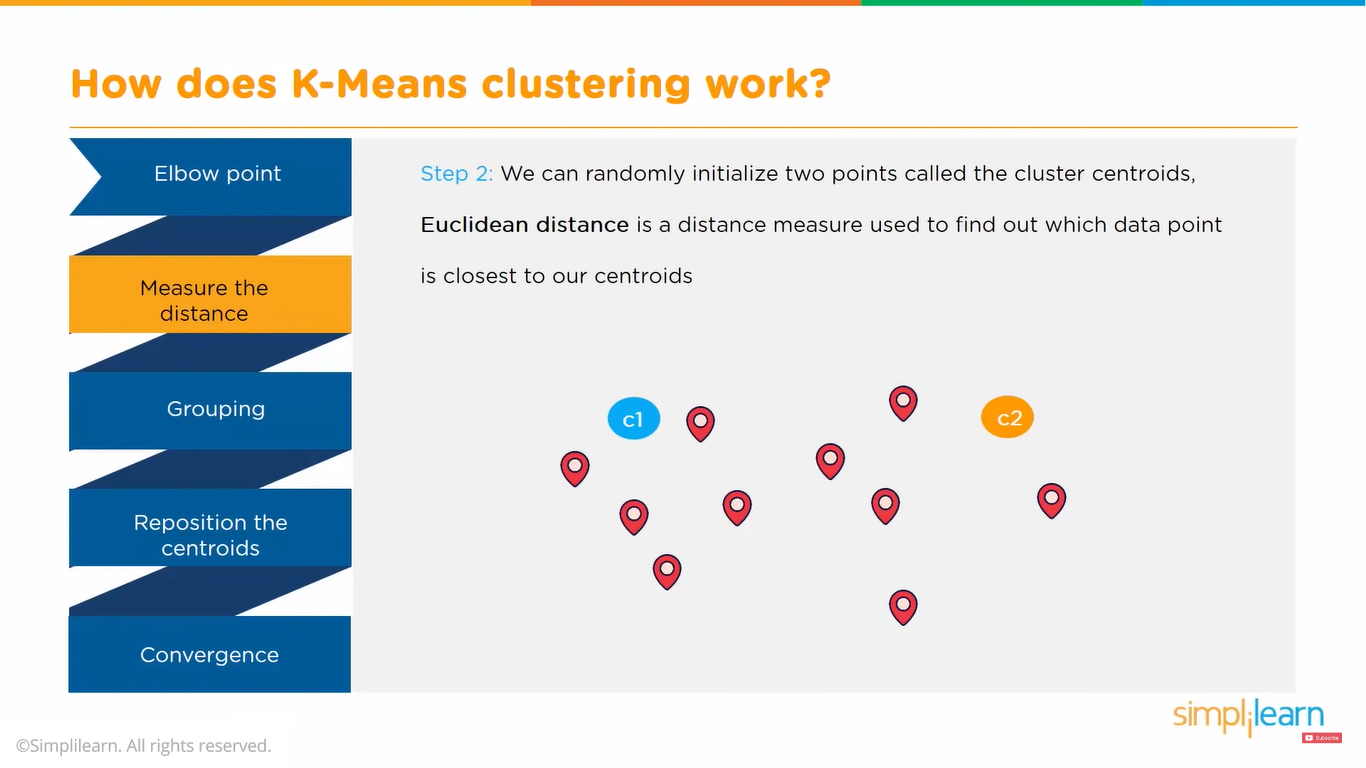 How does K-Means clustering work?
Elbow point
Measure the
distance
Grouping
Reposition the
centroids
Convergence
Step 2: We can randomly initialize two points called the cluster centroids,
Euclidean distance is a distance measure used to find out which data point
is closest to our centroids
c1
c2
simplilearn
Subscribe
©Simplilearn. All rights reserved.